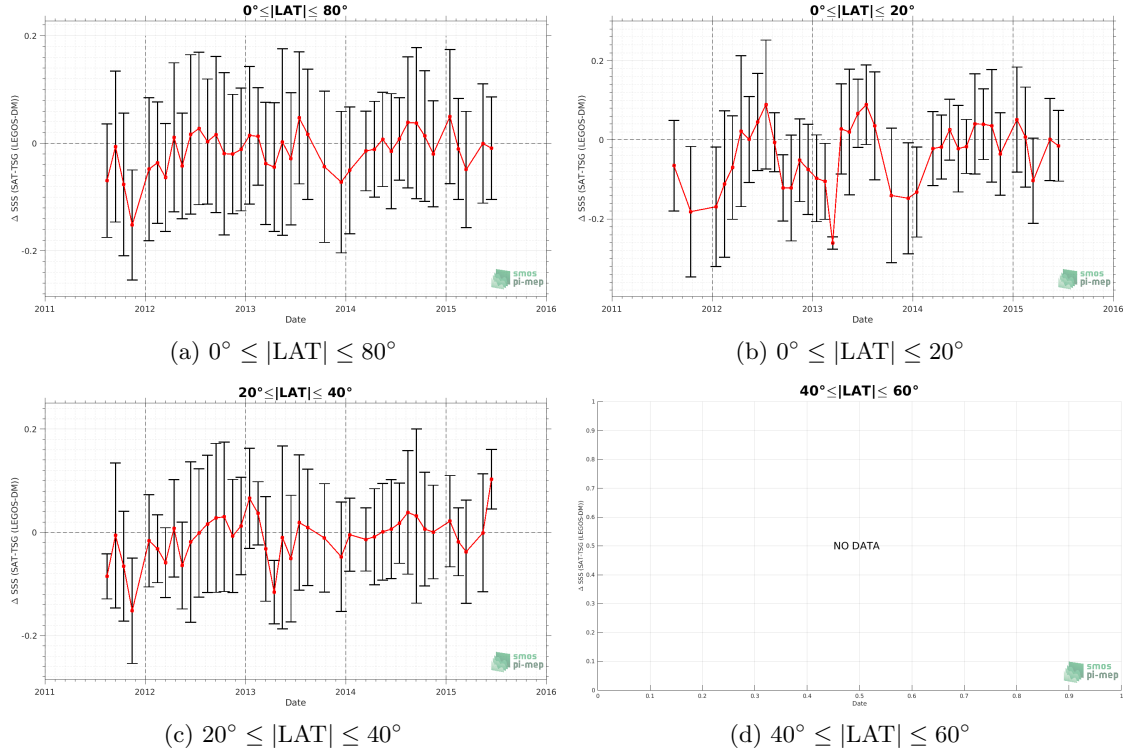 0°≤|LAT|≤ 80°
Δ SSS (SAT-TSG (LEGOS-DM))
0.2
0
-0.2
2011 2012 2013 2014 2015 2016
Date
smos
pi-mep
(a) 0° ≤ |LAT| ≤ 80°
0°≤|LAT|≤ 20°
Δ SSS (SAT-TSG (LEGOS-DM))
0.2
0
-0.2
2011 2012 2013 2014 2015 2016
Date
smos
pi-mep
(b) 0° ≤ |LAT| ≤ 20°
20°≤|LAT|≤ 40°
Δ SSS (SAT-TSG (LEGOS-DM))
0.2
0
-0.2
2011 2012 2013 2014 2015 2016
Date
smos
pi-mep
(c) 20° ≤ |LAT| ≤ 40°
40°≤|LAT|≤ 60°
Δ SSS (SAT-TSG (LEGOS-DM))
1
0.9
0.8
0.7
0.6
0.5
0.4
0.3
0.2
0.1
0
NO DATA
0 0.1 0.2 0.3 0.4 0.5 0.6 0.7 0.8 0.9 1
Date
smos
pi-mep
(d) 40° ≤ |LAT| ≤ 60°